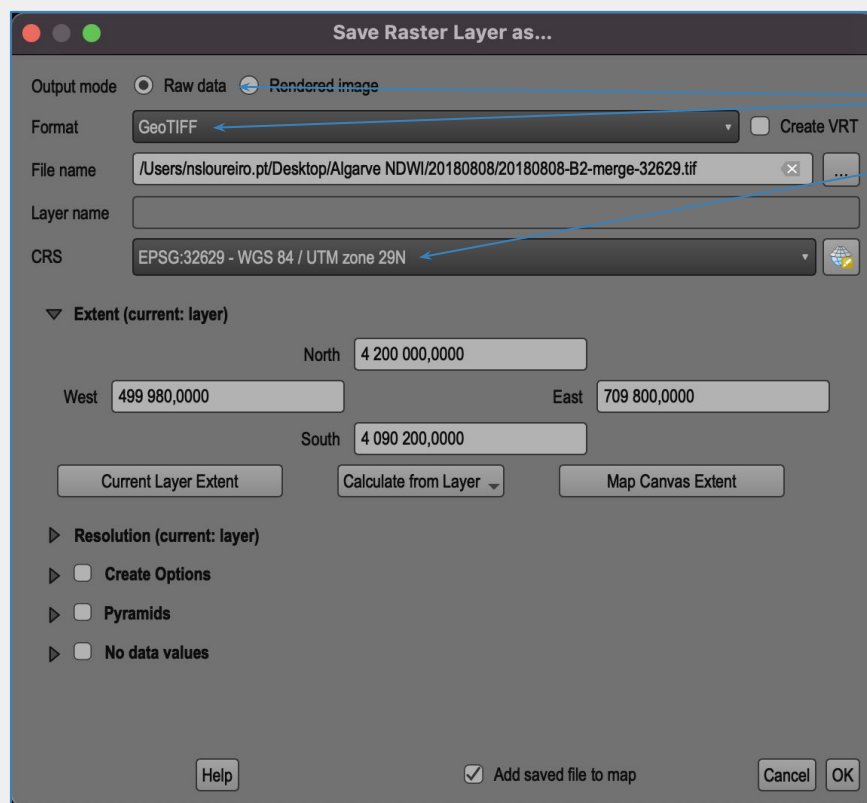 Save Raster Layer as...
Output mode Raw data Rendered image
Format GeoTIFF Create VRT
File name /Users/nsloureiro.pt/Desktop/Algarve NDWI/20180808/20180808-B2-merge-32629.tif ...
Layer name
CRS EPSG:32629 - WGS 84 / UTM zone 29N
Extent (current: layer)
North 4 200 000,0000
West 499 980,0000 East 709 800,0000
South 4 090 200,0000
Current Layer Extent Calculate from Layer Map Canvas Extent
Resolution (current: layer)
Create Options
Pyramids
No data values
Help Add saved file to map Cancel OK